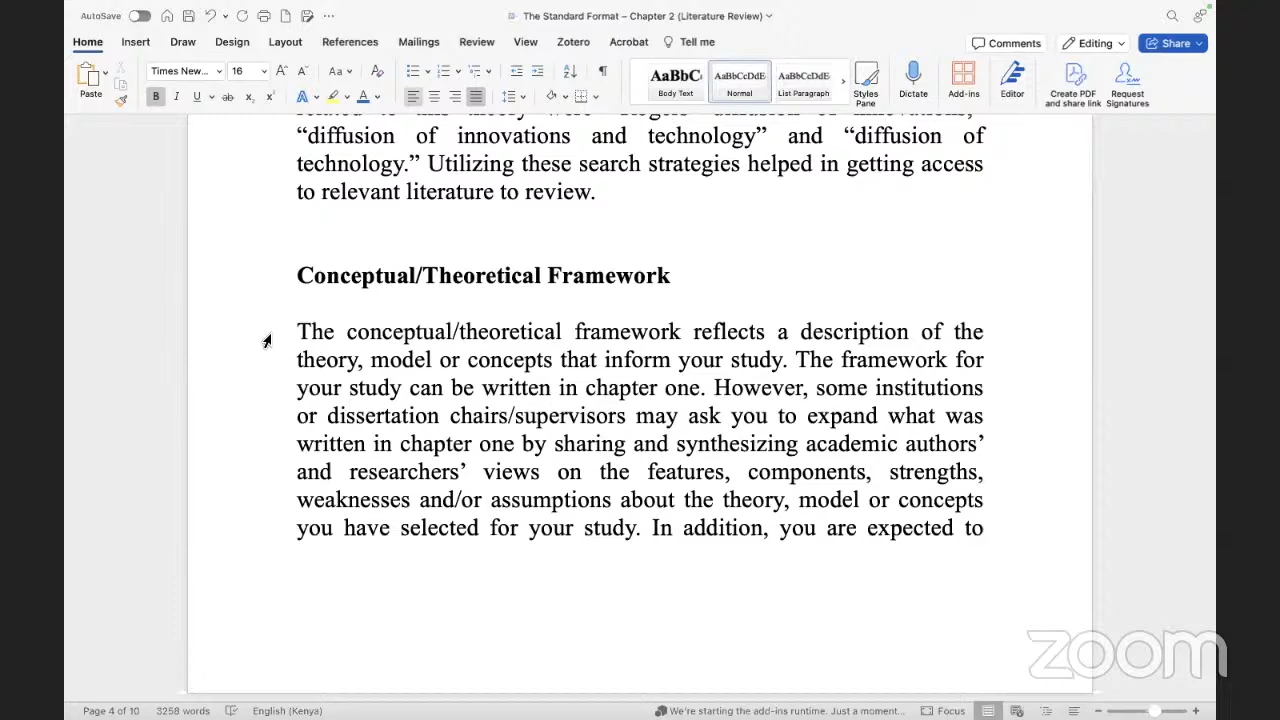 AutoSave
The Standard Format – Chapter 2 (Literature Review)
Home Insert Draw Design Layout References Mailings Review View Zotero Acrobat Tell me Comments Editing Share
Paste Times New... 16 AaBbC AaBbCcDdE AaBbCcDdE
Body Text Normal List Paragraph Styles Pane Dictate Add-ins Editor Create PDF and share link Request Signatures
“diffusion of innovations and technology” and “diffusion of
technology.” Utilizing these search strategies helped in getting access
to relevant literature to review.
Conceptual/Theoretical Framework
The conceptual/theoretical framework reflects a description of the
theory, model or concepts that inform your study. The framework for
your study can be written in chapter one. However, some institutions
or dissertation chairs/supervisors may ask you to expand what was
written in chapter one by sharing and synthesizing academic authors’
and researchers’ views on the features, components, strengths,
weaknesses and/or assumptions about the theory, model or concepts
you have selected for your study. In addition, you are expected to
zoom
Page 4 of 10 3258 words English (Kenya) We're starting the add-ins runtime. Just a moment... Focus